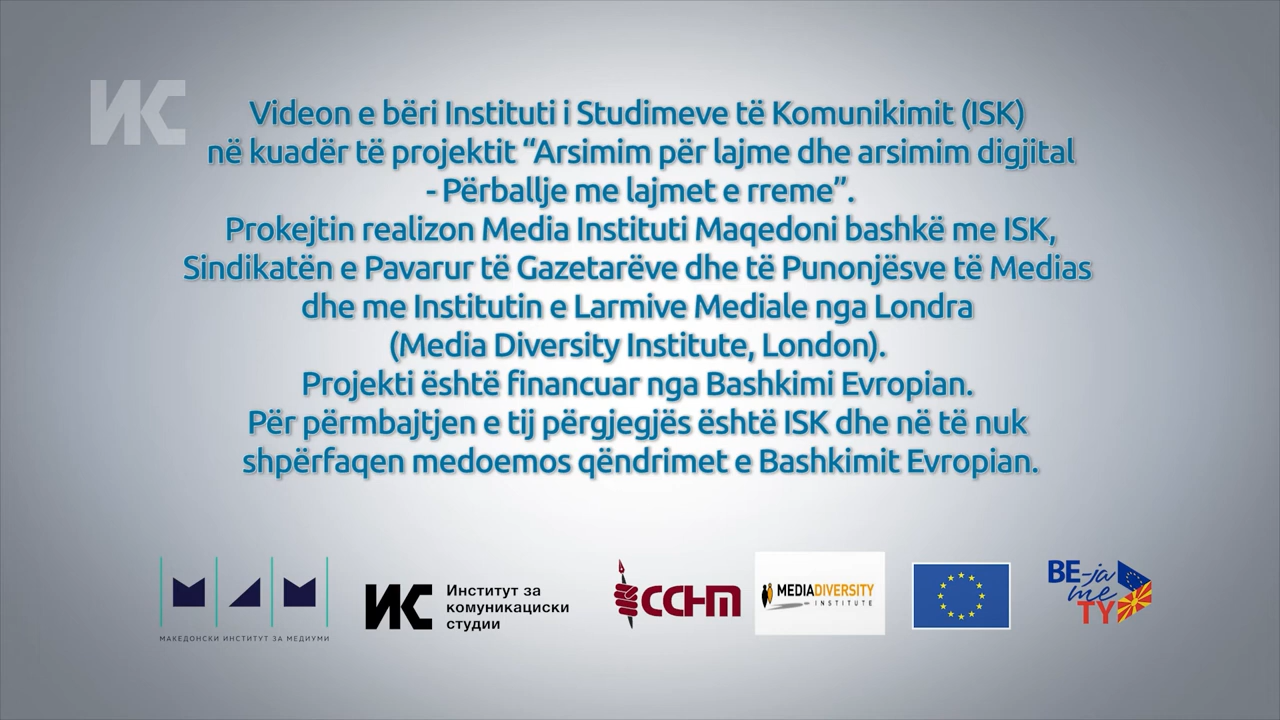 ИС
Videon e bëri Instituti i Studimeve të Komunikimit (ISK)
në kuadër të projektit “Arsimim për lajme dhe arsimim digjital
- Përballje me lajmet e rreme”.
Prokejtin realizon Media Instituti Maqedoni bashkë me ISK,
Sindikatën e Pavarur të Gazetarëve dhe të Punonjësve të Medias
dhe me Institutin e Larmive Mediale nga Londra
(Media Diversity Institute, London).
Projekti është financuar nga Bashkimi Evropian.
Për përmbajtjen e tij përgjegjës është ISK dhe në të nuk
shpërfaqen medoemos qëndrimet e Bashkimit Evropian.
МИМ
МАКЕДОНСКИ ИНСТИТУТ ЗА МЕДИУМИ
ИС
Институт за
комуникациски
студии
ССНМ
MEDIADIVERSITY
INSTITUTE
BE-ja
me
TY